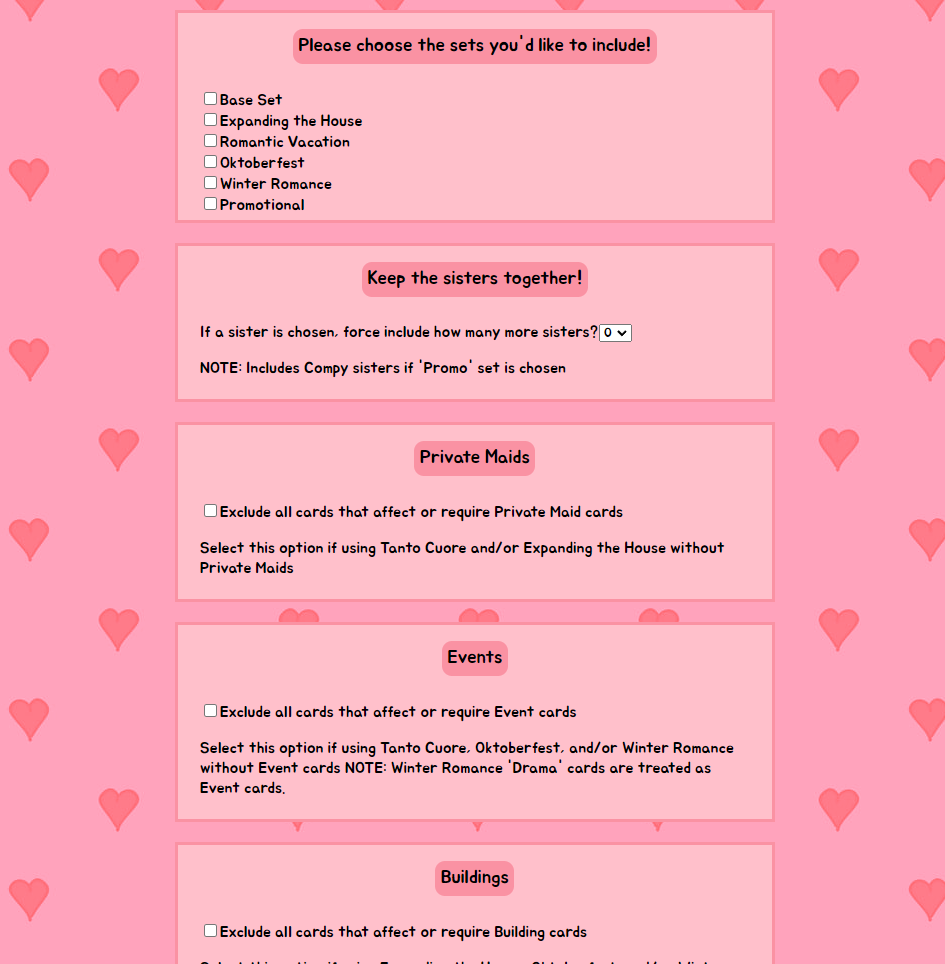 Please choose the sets you'd like to include!
Base Set
Expanding the House
Romantic Vacation
Oktoberfest
Winter Romance
Promotional
Keep the sisters together!
If a sister is chosen, force include how many more sisters? 0
NOTE: Includes Compy sisters if 'Promo' set is chosen
Private Maids
Exclude all cards that affect or require Private Maid cards
Select this option if using Tanto Cuore and/or Expanding the House without
Private Maids
Events
Exclude all cards that affect or require Event cards
Select this option if using Tanto Cuore, Oktoberfest, and/or Winter Romance
without Event cards NOTE: Winter Romance 'Drama' cards are treated as
Event cards.
Buildings
Exclude all cards that affect or require Building cards